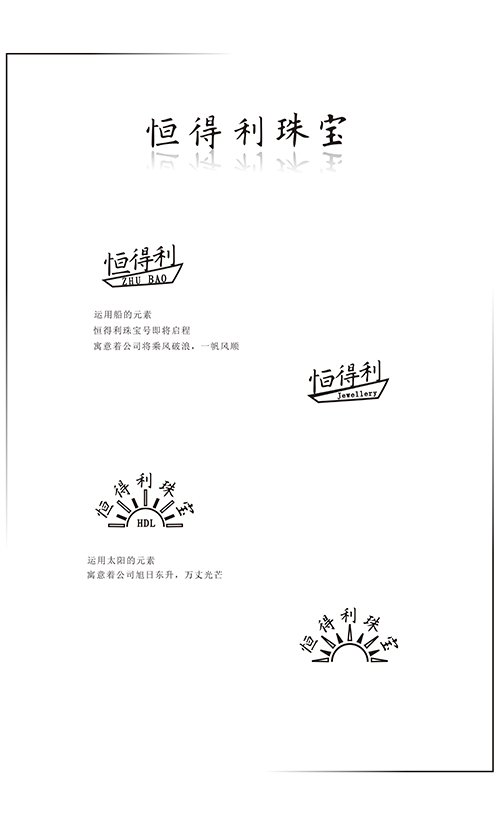 恒得利珠宝
恒得利
ZHU BAO
运用船的元素
恒得利珠宝号即将启程
寓意着公司将乘风破浪，一帆风顺
恒得利
Jewellery
恒得利珠宝
HDL
运用太阳的元素
寓意着公司旭日东升，万丈光芒
恒得利珠宝